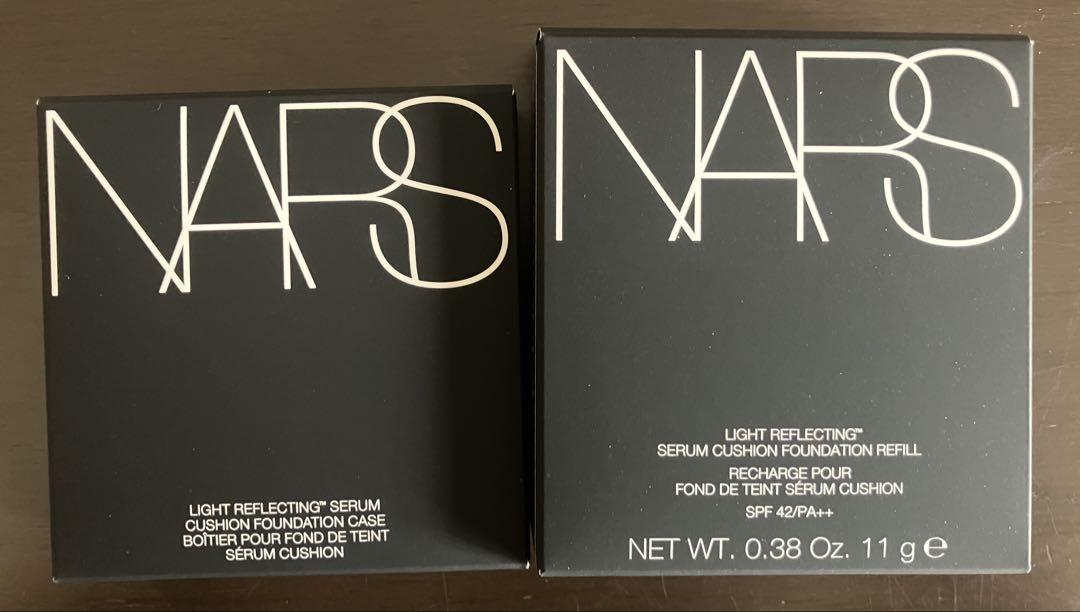 NARS
LIGHT REFLECTING™ SERUM
CUSHION FOUNDATION CASE
BOÎTIER POUR FOND DE TEINT
SÉRUM CUSHION
NARS
LIGHT REFLECTING™
SERUM CUSHION FOUNDATION REFILL
RECHARGE POUR
FOND DE TEINT SÉRUM CUSHION
SPF 42/PA++
NET WT. 0.38 Oz. 11 g ℮